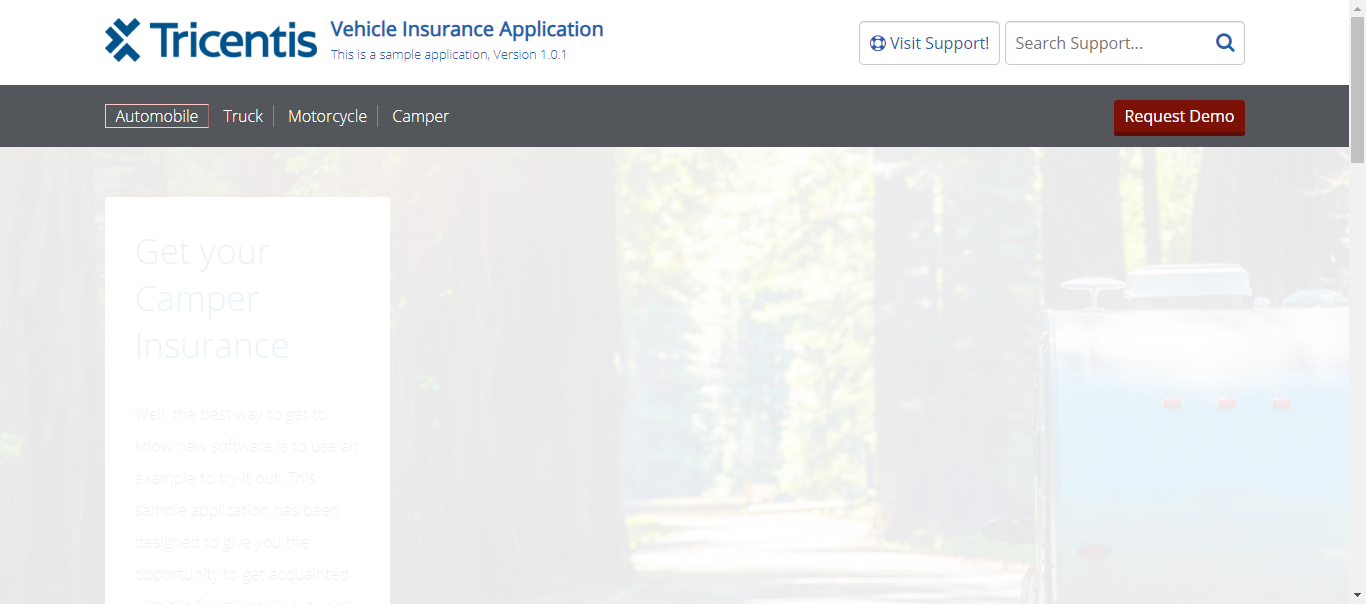 Tricentis
Vehicle Insurance Application
This is a sample application, Version 1.0.1
Visit Support!
Search Support...
Automobile
Truck
Motorcycle
Camper
Request Demo
Get your
Camper
Insurance
Well, the best way to get to
know new software is to use an
example to try it out. This
sample application has been
designed to give you the
opportunity to get acquainted